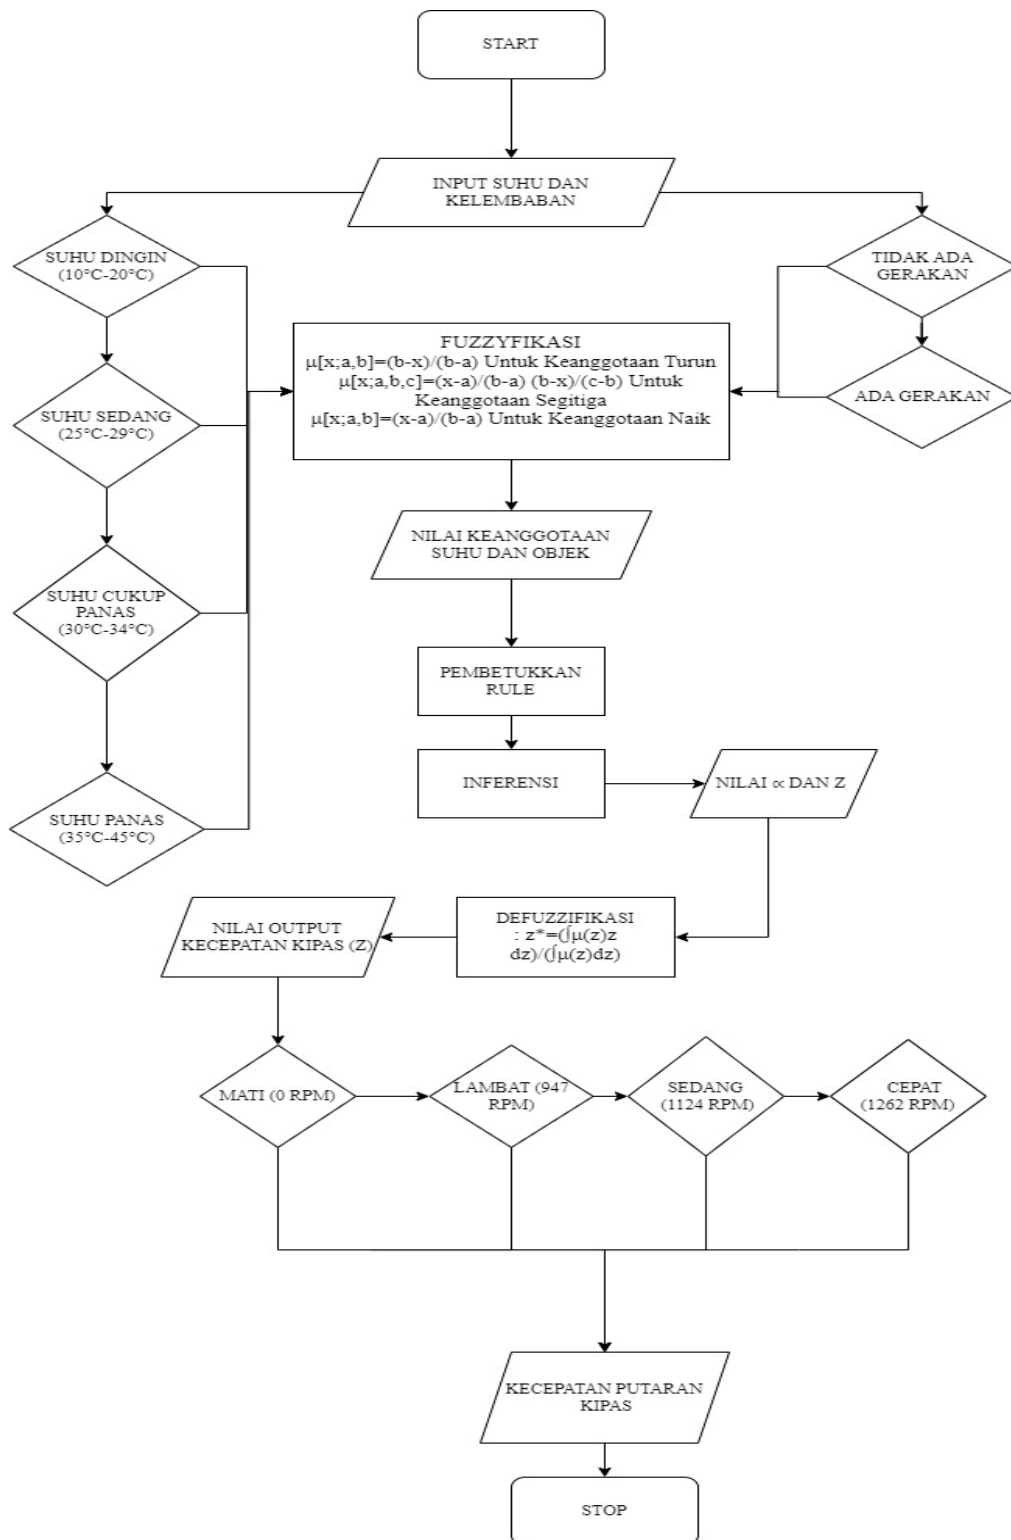 START
INPUT SUHU DAN
KELEMBABAN
SUHU DINGIN
(10°C-20°C)
TIDAK ADA
GERAKAN
SUHU SEDANG
(25°C-29°C)
FUZZYFIKASI
μ[x;a,b]=(b-x)/(b-a) Untuk Keanggotaan Turun
μ[x;a,b,c]=(x-a)/(b-a) (b-x)/(c-b) Untuk
Keanggotaan Segitiga
μ[x;a,b]=(x-a)/(b-a) Untuk Keanggotaan Naik
ADA GERAKAN
NILAI KEANGGOTAAN
SUHU DAN OBJEK
SUHU CUKUP
PANAS
(30°C-34°C)
PEMBETUKKAN
RULE
INFERENSI
NILAI ∝ DAN Z
SUHU PANAS
(35°C-45°C)
DEFUZZIFIKASI
: z*=(∫μ(z)z
dz)/(∫μ(z)dz)
NILAI OUTPUT
KECEPATAN KIPAS (Z)
MATI (0 RPM)
LAMBAT (947
RPM)
SEDANG
(1124 RPM)
CEPAT
(1262 RPM)
KECEPATAN PUTARAN
KIPAS
STOP